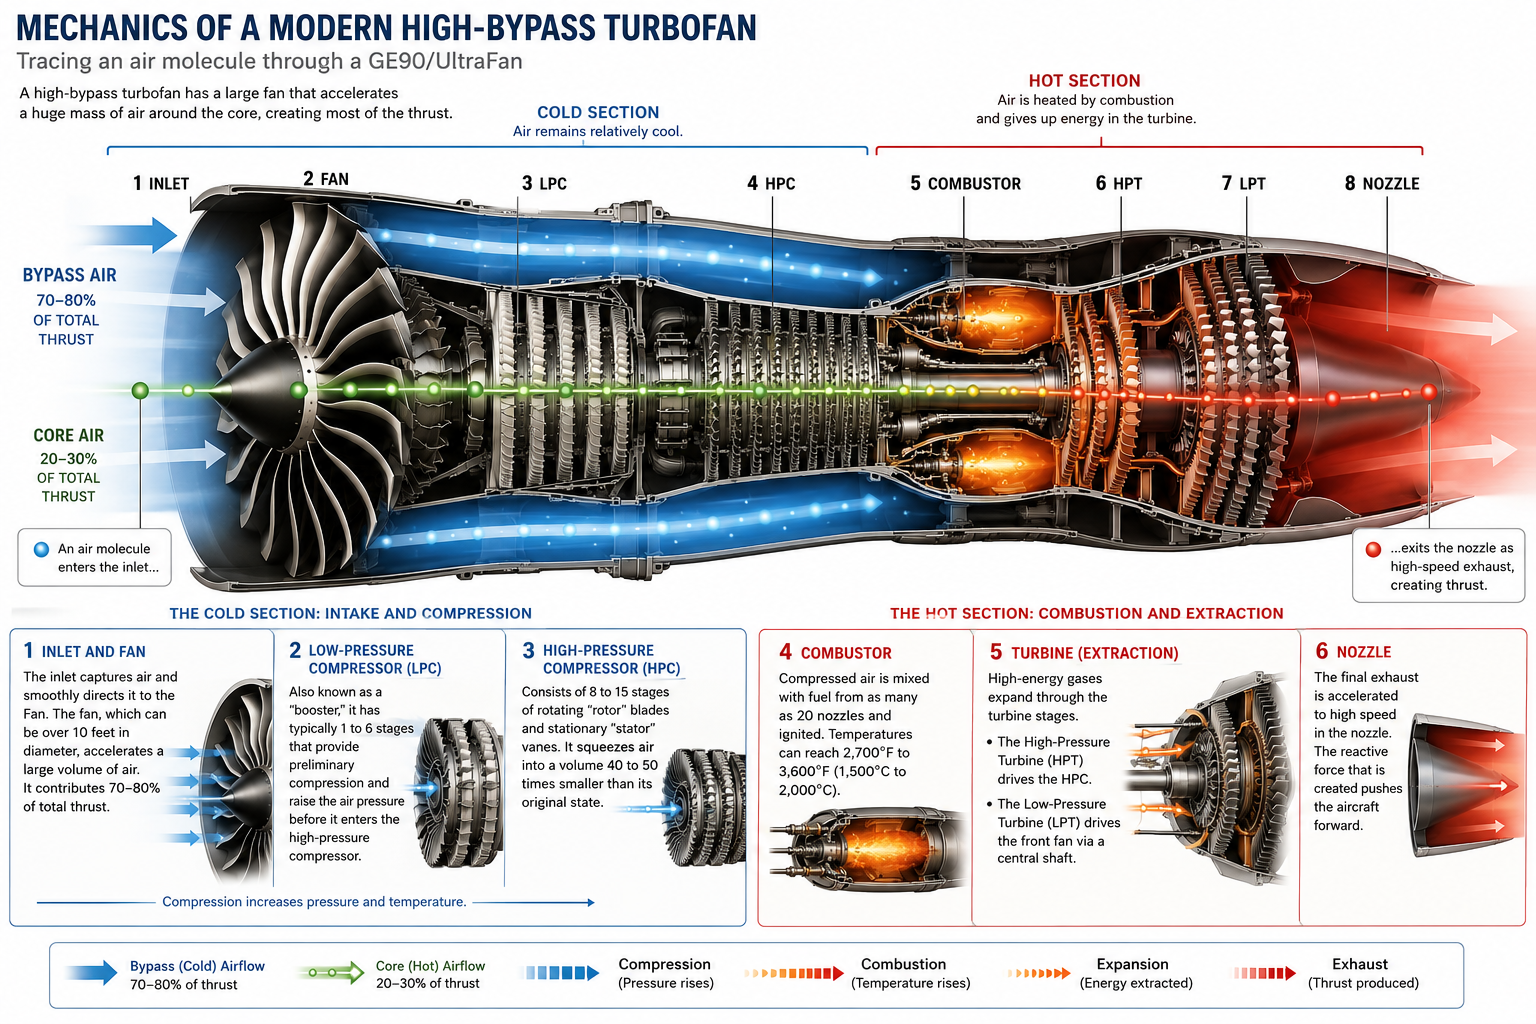 MECHANICS OF A MODERN HIGH-BYPASS TURBOFAN
Tracing an air molecule through a GE90/UltraFan
A high-bypass turbofan has a large fan that accelerates
a huge mass of air around the core, creating most of the thrust.
COLD SECTION
Air remains relatively cool.
HOT SECTION
Air is heated by combustion
and gives up energy in the turbine.
1 INLET
2 FAN
3 LPC
4 HPC
5 COMBUSTOR
6 HPT
7 LPT
8 NOZZLE
BYPASS AIR
70–80%
OF TOTAL
THRUST
CORE AIR
20–30%
OF TOTAL
THRUST
An air molecule
enters the inlet...
...exits the nozzle as
high-speed exhaust,
creating thrust.
THE COLD SECTION: INTAKE AND COMPRESSION
1 INLET AND FAN
The inlet captures air and
smoothly directs it to the
Fan. The fan, which can
be over 10 feet in
diameter, accelerates a
large volume of air.
It contributes 70–80%
of total thrust.
2 LOW-PRESSURE
COMPRESSOR (LPC)
Also known as a
“booster,” it has
typically 1 to 6 stages
that provide
preliminary
compression and
raise the air pressure
before it enters the
high-pressure
compressor.
3 HIGH-PRESSURE
COMPRESSOR (HPC)
Consists of 8 to 15 stages
of rotating “rotor” blades
and stationary “stator”
vanes. It squeezes air
into a volume 40 to 50
times smaller than its
original state.
Compression increases pressure and temperature.
THE HOT SECTION: COMBUSTION AND EXTRACTION
4 COMBUSTOR
Compressed air is mixed
with fuel from as many
as 20 nozzles and
ignited. Temperatures
can reach 2,700°F to
3,600°F (1,500°C to
2,000°C).
5 TURBINE (EXTRACTION)
High-energy gases
expand through the
turbine stages.
• The High-Pressure
Turbine (HPT)
drives the HPC.
• The Low-Pressure
Turbine (LPT) drives
the front fan via a
central shaft.
6 NOZZLE
The final exhaust
is accelerated
to high speed
in the nozzle.
The reactive
force that is
created pushes
the aircraft
forward.
Bypass (Cold) Airflow
70–80% of thrust
Core (Hot) Airflow
20–30% of thrust
Compression
(Pressure rises)
Combustion
(Temperature rises)
Expansion
(Energy extracted)
Exhaust
(Thrust produced)